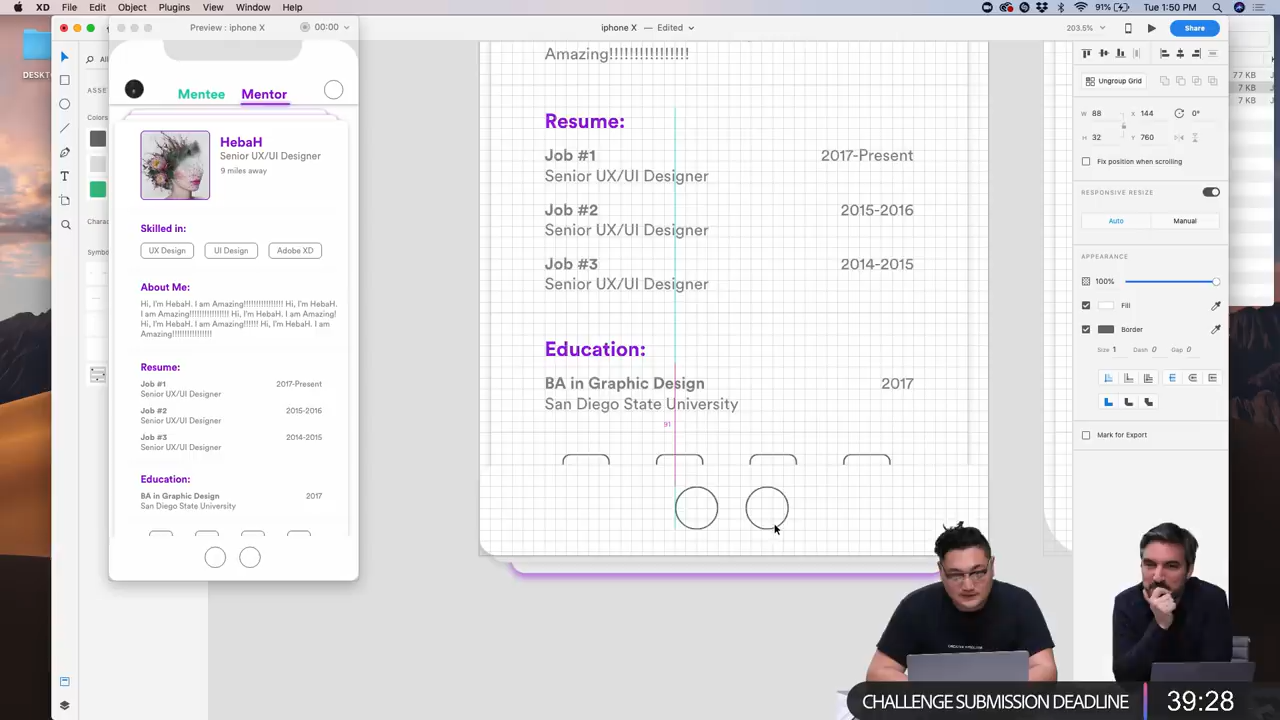 XD File Edit Object Plugins View Window Help
91% Tue 1:50 PM
Preview : iphone X 00:00
iphone X — Edited
203.5%
Share
DESKT
Al
ASSE
Colors
Charac
Symbo
Mentee Mentor
HebaH
Senior UX/UI Designer
9 miles away
Skilled in:
UX Design UI Design Adobe XD
About Me:
Hi, I'm HebaH. I am Amazing!!!!!!!!!!!!!!!! Hi, I'm HebaH.
I am Amazing!!!!!!!!!!!!!!!! Hi, I'm HebaH. I am Amazing!
Hi, I'm HebaH. I am Amazing!!!!!! Hi, I'm HebaH. I am
Amazing!!!!!!!!!!!!!!!!
Resume:
Job #1 2017-Present
Senior UX/UI Designer
Job #2 2015-2016
Senior UX/UI Designer
Job #3 2014-2015
Senior UX/UI Designer
Education:
BA in Graphic Design 2017
San Diego State University
Amazing!!!!!!!!!!!!!!!!
Resume:
Job #1 2017-Present
Senior UX/UI Designer
Job #2 2015-2016
Senior UX/UI Designer
Job #3 2014-2015
Senior UX/UI Designer
Education:
BA in Graphic Design 2017
San Diego State University
91
Ungroup Grid
W 88 X 144 0°
H 32 Y 760
Fix position when scrolling
RESPONSIVE RESIZE
Auto Manual
APPEARANCE
100%
Fill
Border
Size 1 Dash 0 Gap 0
Mark for Export
77 KB
7 KB
7 KB
CHALLENGE SUBMISSION DEADLINE 39:28